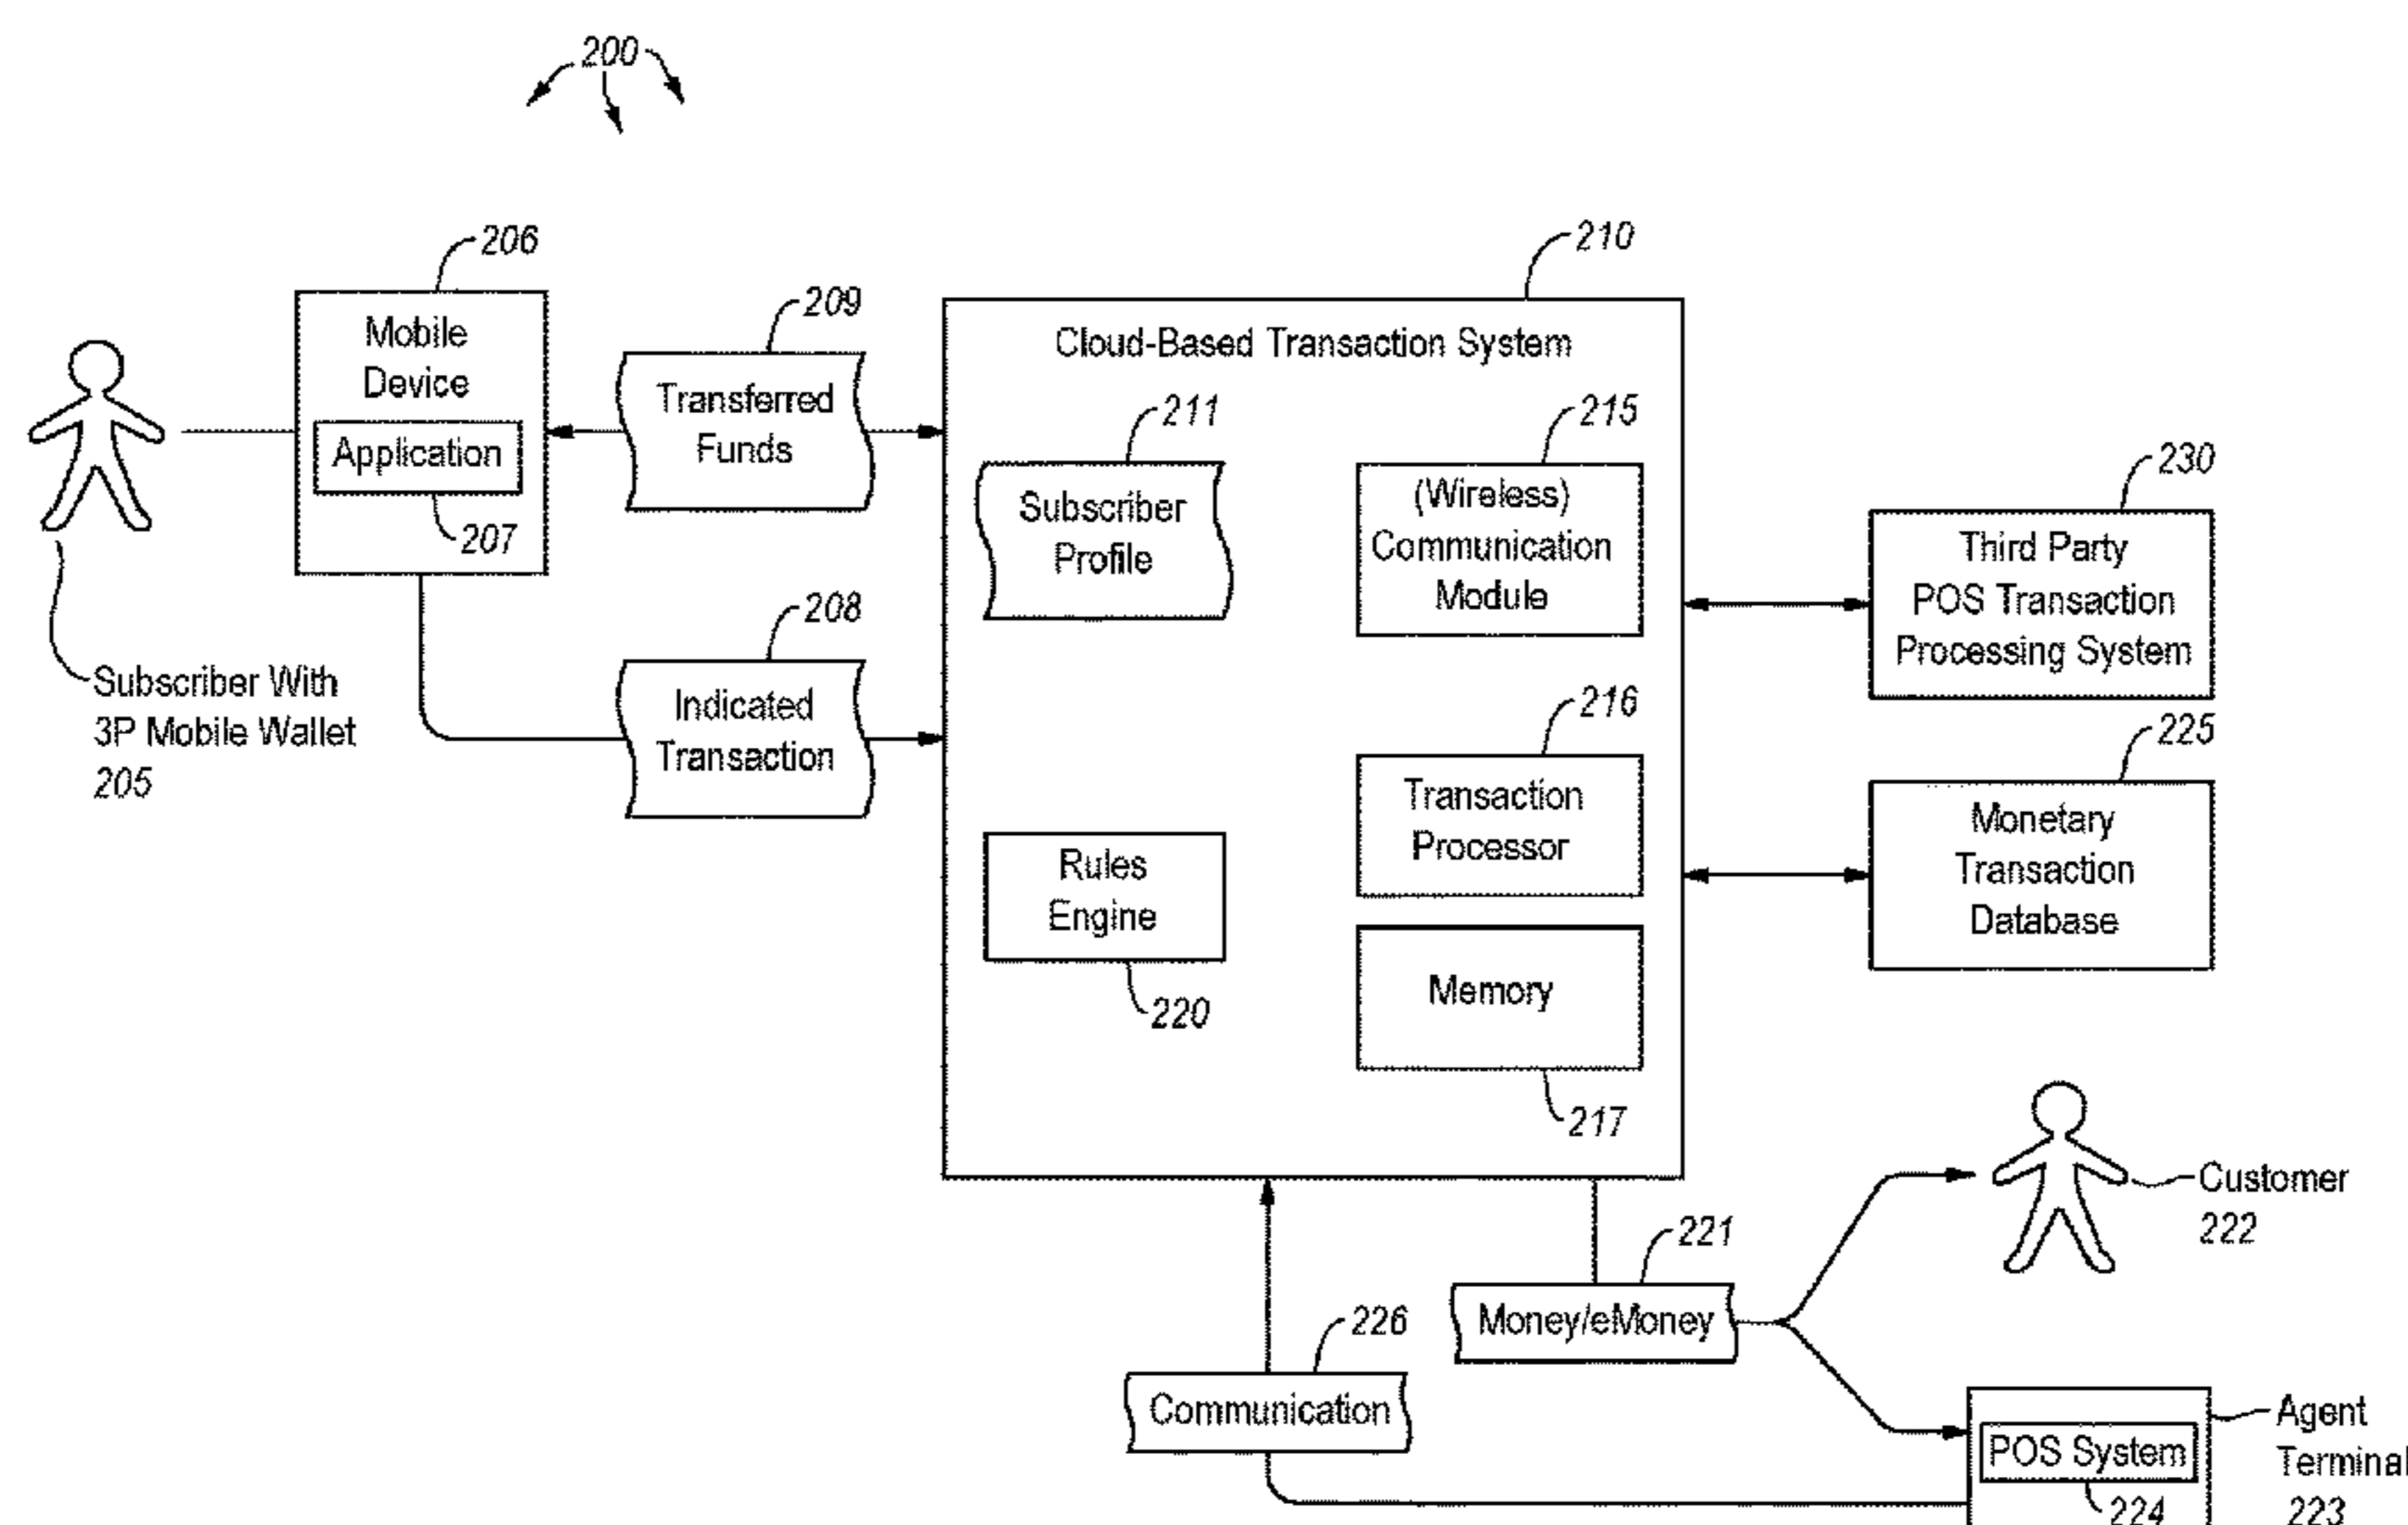 200
206
Mobile
Device
Application
207
209
Transferred
Funds
208
Indicated
Transaction
Subscriber With
3P Mobile Wallet
205
210
Cloud-Based Transaction System
211
Subscriber
Profile
215
(Wireless)
Communication
Module
216
Transaction
Processor
Rules
Engine
220
Memory
217
230
Third Party
POS Transaction
Processing System
225
Monetary
Transaction
Database
Customer
222
221
Money/eMoney
226
Communication
POS System
224
Agent
Terminal
223